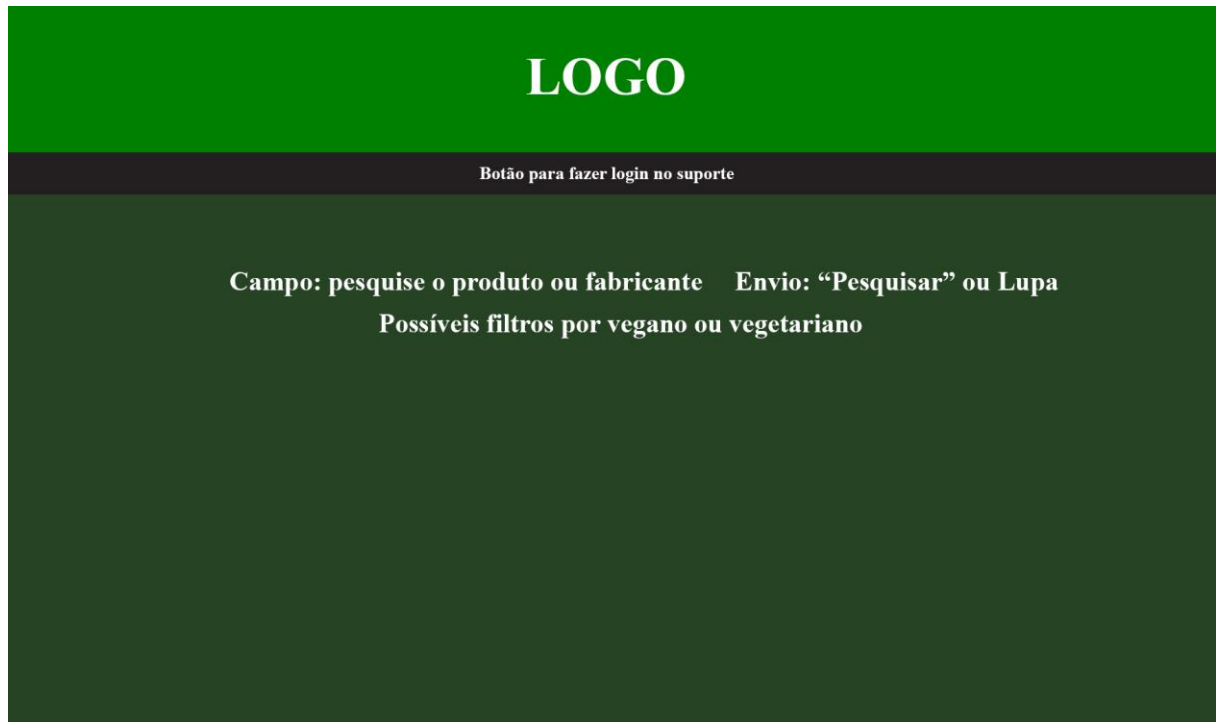 LOGO
Botão para fazer login no suporte
Campo: pesquise o produto ou fabricante Envio: “Pesquisar” ou Lupa
Possíveis filtros por vegano ou vegetariano